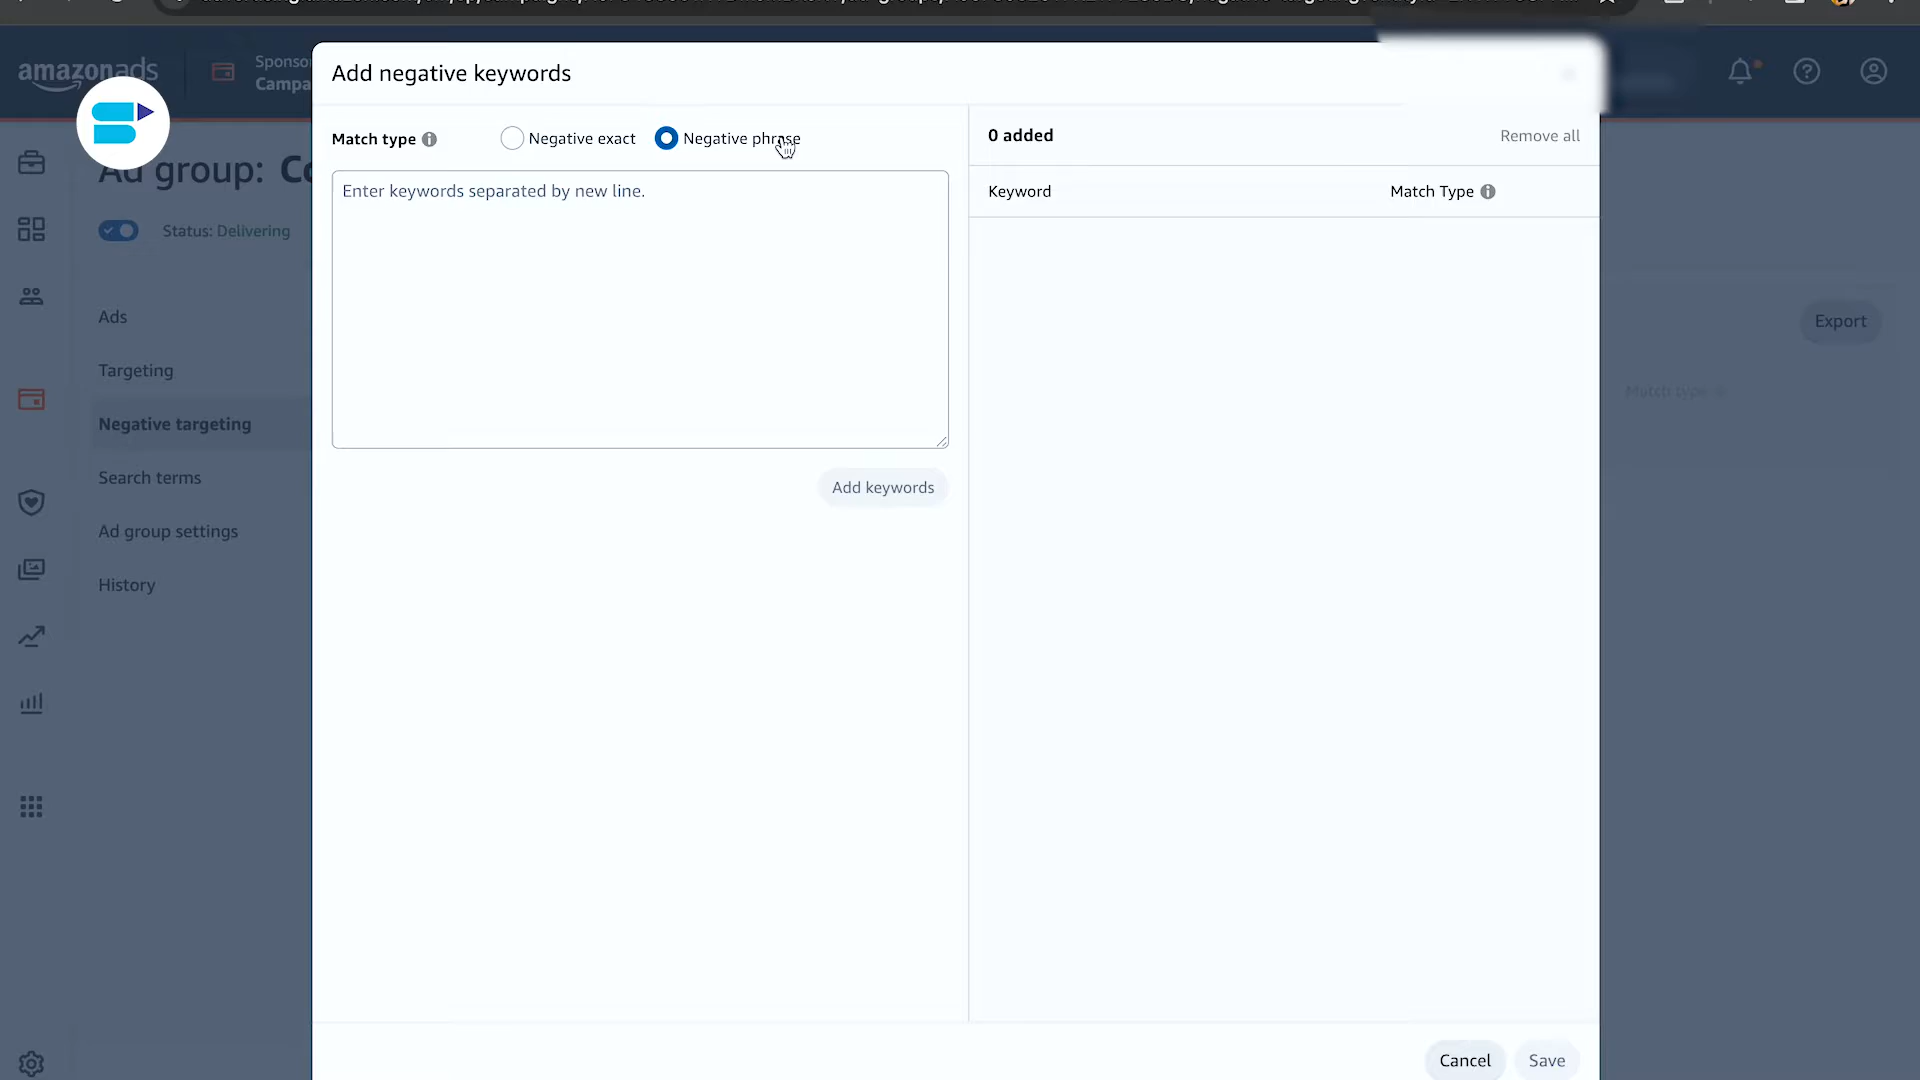 amazonads
Campa
Ad group:
Status: Delivering
Ads
Targeting
Negative targeting
Search terms
Ad group settings
History
Add negative keywords
Match type
Negative exact
Negative phrase
Enter keywords separated by new line.
Add keywords
0 added
Remove all
Keyword
Match Type
Export
Match type
Cancel
Save